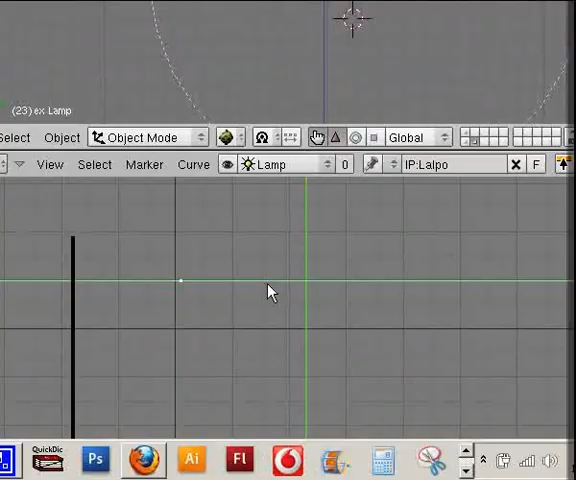 (23) ex Lamp
Select Object Object Mode Global
View Select Marker Curve Lamp 0 IP:Lalpo F
QuickDic
Ps Ai Fl